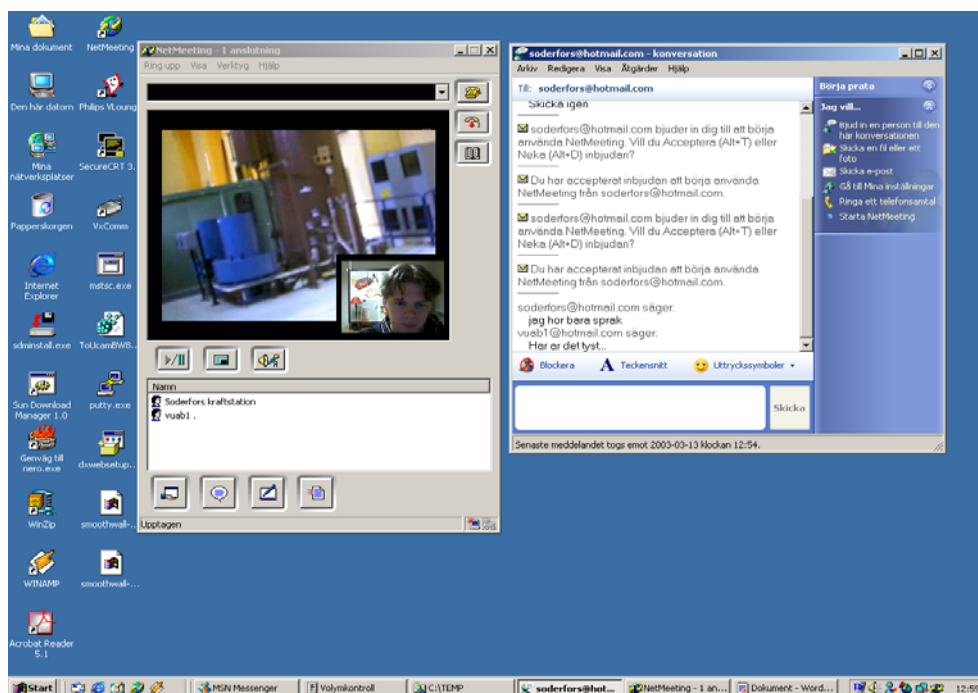 Mina dokument
NetMeeting
Den här datorn
Philips VLoung
Mina nätverksplatser
SecureCRT 3.
Papperskorgen
VxComm
Internet Explorer
mstsc.exe
sdminstall.exe
ToUcamBWB...
Sun Download Manager 1.0
putty.exe
Genväg till nero.exe
dxwebsetup...
WinZip
smoothwall-...
WINAMP
smoothwall-...
Acrobat Reader 5.1
NetMeeting - 1 anslutning
Ring upp Visa Verktyg Hjälp
Namn
Soderfors kraftstation
vuab1 .
Upptagen
soderfors@hotmail.com - konversation
Arkiv Redigera Visa Åtgärder Hjälp
Till: soderfors@hotmail.com
Skicka igen
soderfors@hotmail.com bjuder in dig till att börja
använda NetMeeting. Vill du Acceptera (Alt+T) eller
Neka (Alt+D) inbjudan?
Du har accepterat inbjudan att börja använda
NetMeeting från soderfors@hotmail.com.
soderfors@hotmail.com bjuder in dig till att börja
använda NetMeeting. Vill du Acceptera (Alt+T) eller
Neka (Alt+D) inbjudan?
Du har accepterat inbjudan att börja använda
NetMeeting från soderfors@hotmail.com.
soderfors@hotmail.com säger:
jag hor bara sprak
vuab1@hotmail.com säger:
Har ar det tyst...
Blockera Teckensnitt Uttryckssymboler
Skicka
Senaste meddelandet togs emot 2003-03-13 klockan 12:54.
Börja prata
Jag vill...
Bjud in en person till den
här konversationen
Skicka en fil eller ett
foto
Skicka e-post
Gå till Mina inställningar
Ringa ett telefonsamtal
Starta NetMeeting
Start MSN Messenger Volymkontroll C:\TEMP soderfors@hot... NetMeeting - 1 an... Dokument - Word...